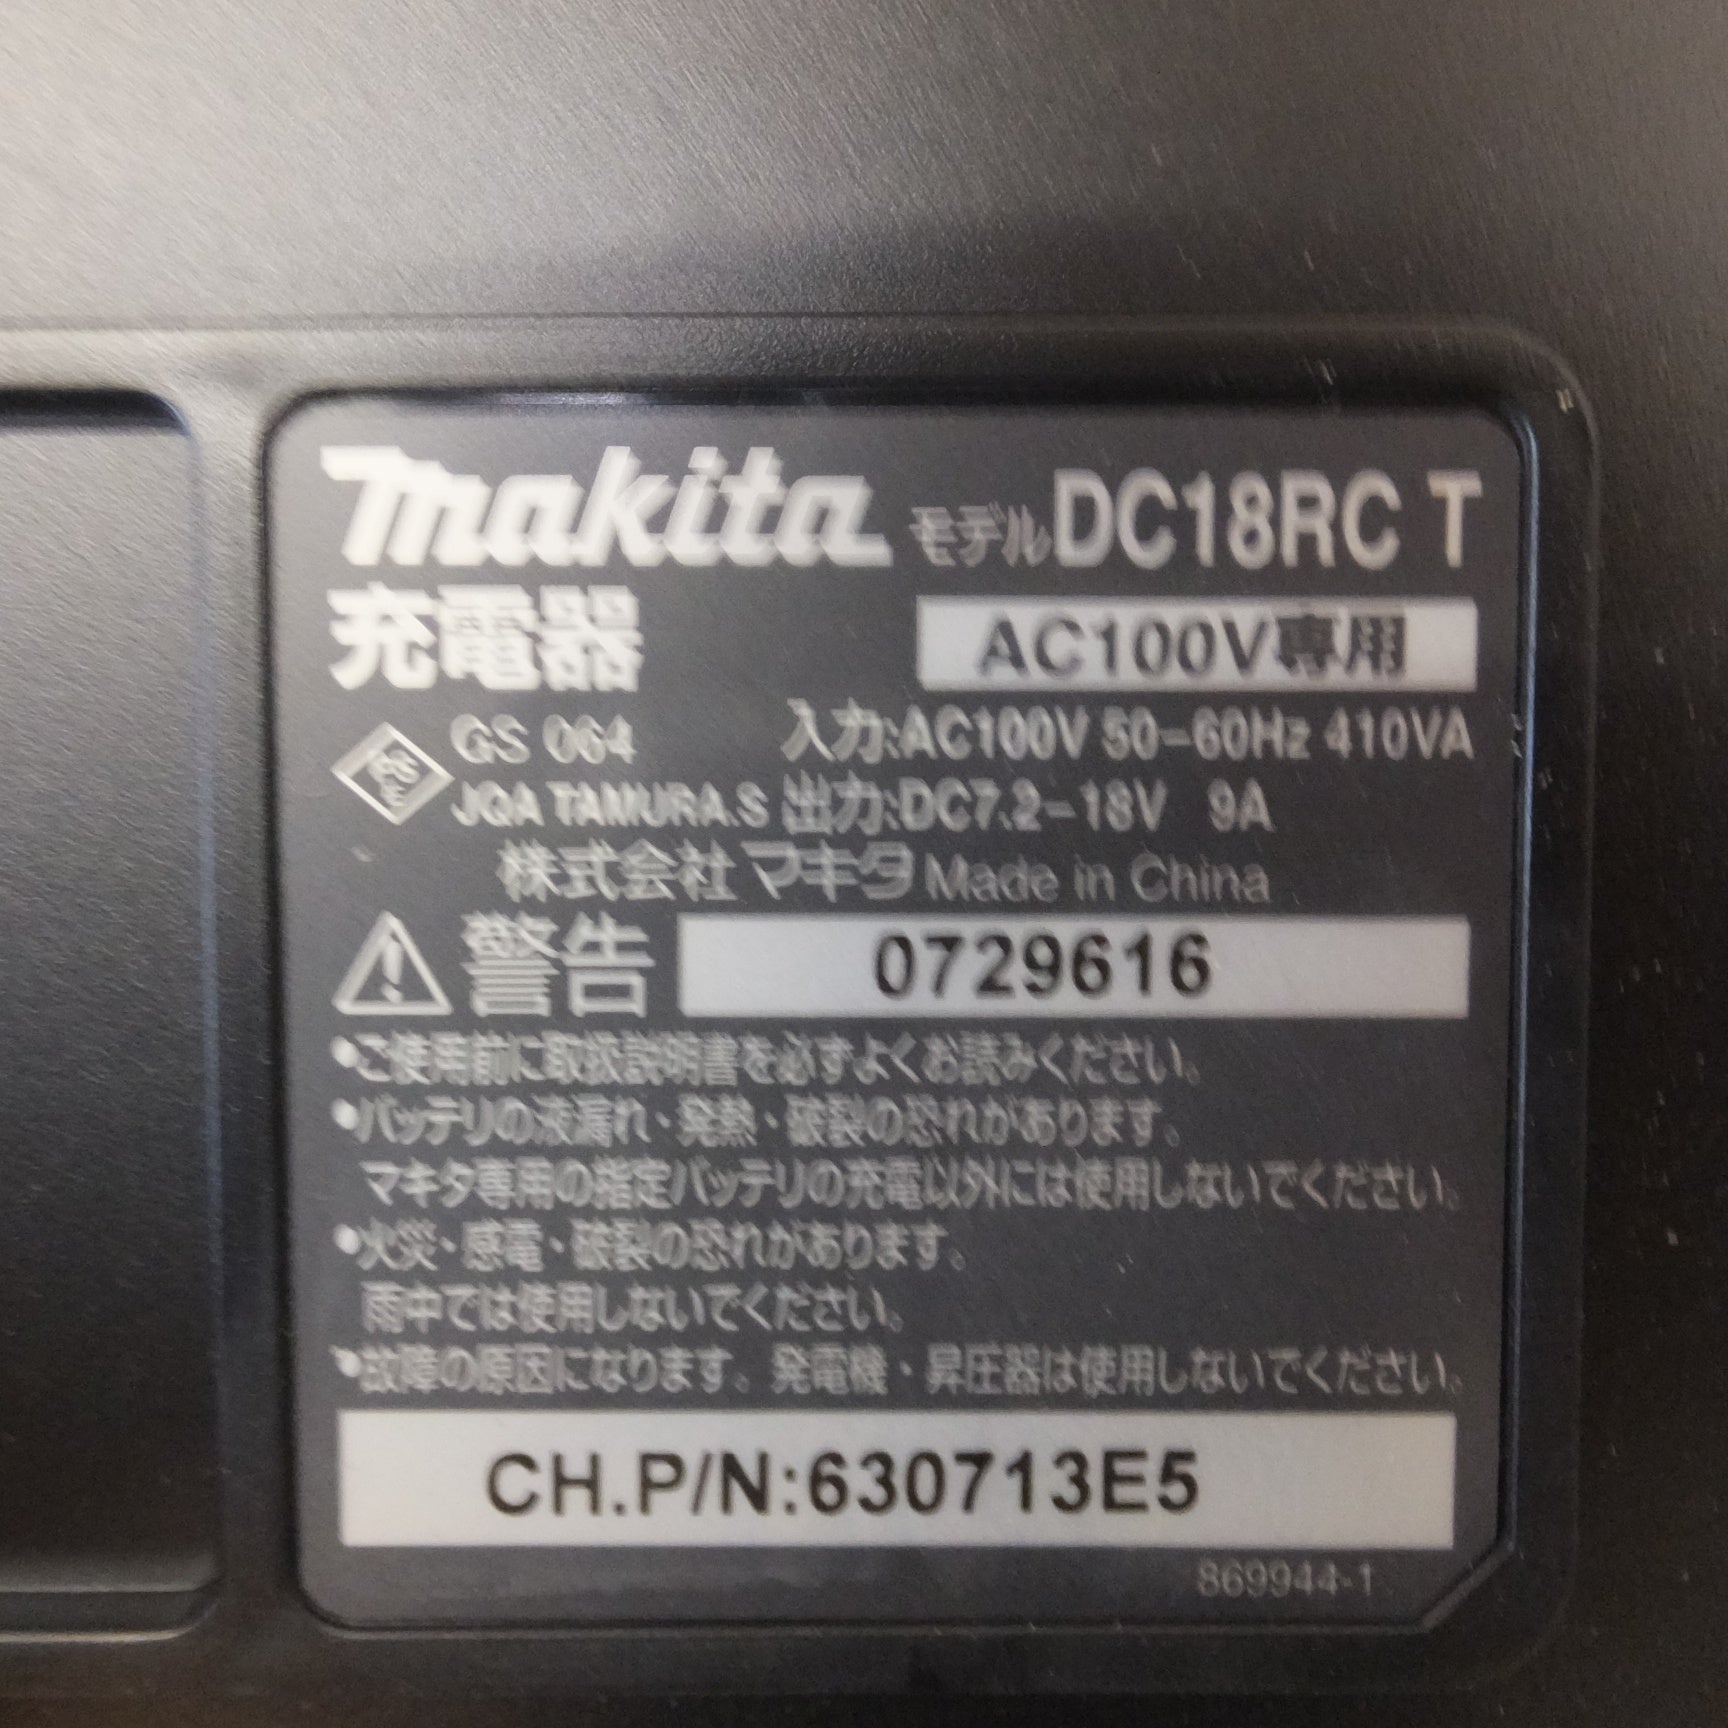 makita モデル DC18RC T
充電器 AC100V専用
PS E GS 064 入力:AC100V 50-60Hz 410VA
JQA TAMURA.S 出力:DC7.2-18V 9A
株式会社マキタ Made in China
警告 0729616
•ご使用前に取扱説明書を必ずよくお読みください。
•バッテリの液漏れ・発熱・破裂の恐れがあります。
マキタ専用の指定バッテリの充電以外には使用しないでください。
•火災・感電・破裂の恐れがあります。
雨中では使用しないでください。
•故障の原因になります。発電機・昇圧器は使用しないでください。
CH.P/N:630713E5
869944-1